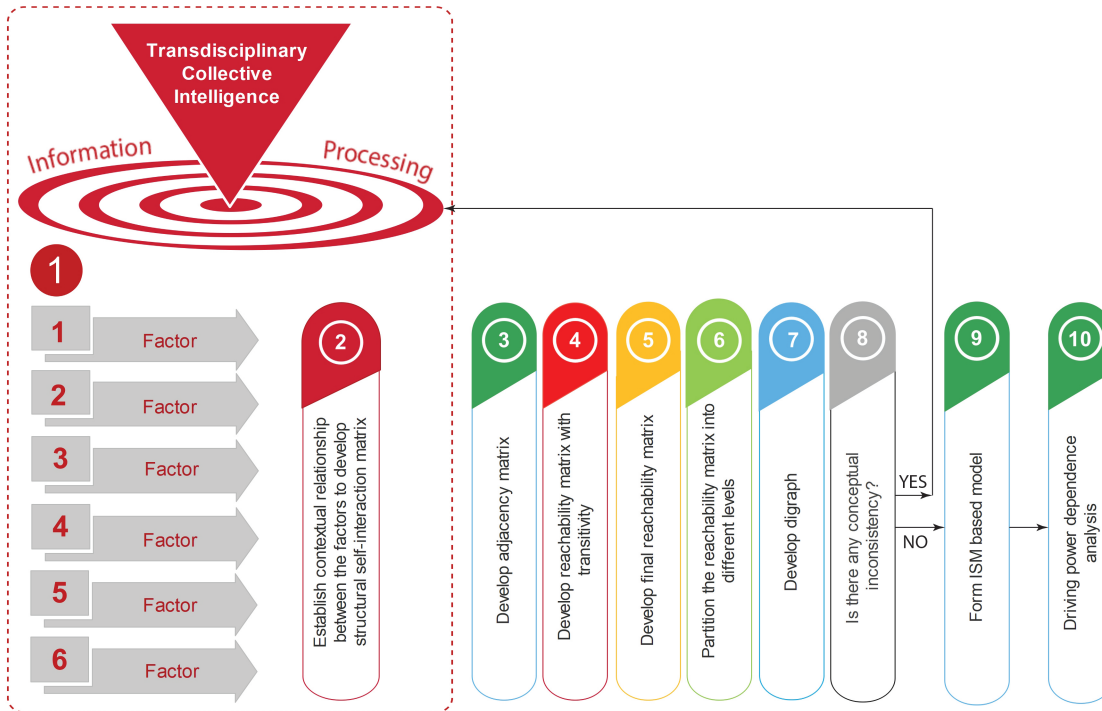 Transdisciplinary
Collective
Intelligence
Information
Processing
1
1
Factor
2
Factor
3
Factor
4
Factor
5
Factor
6
Factor
2
Establish contextual relationship
between the factors to develop
structural self-interaction matrix
3
Develop adjacency matrix
4
Develop reachability matrix with
transitivity
5
Develop final reachability matrix
6
Partition the reachability matrix into
different levels
7
Develop digraph
8
Is there any conceptual
inconsistency?
YES
NO
9
Form ISM based model
10
Driving power dependence
analysis